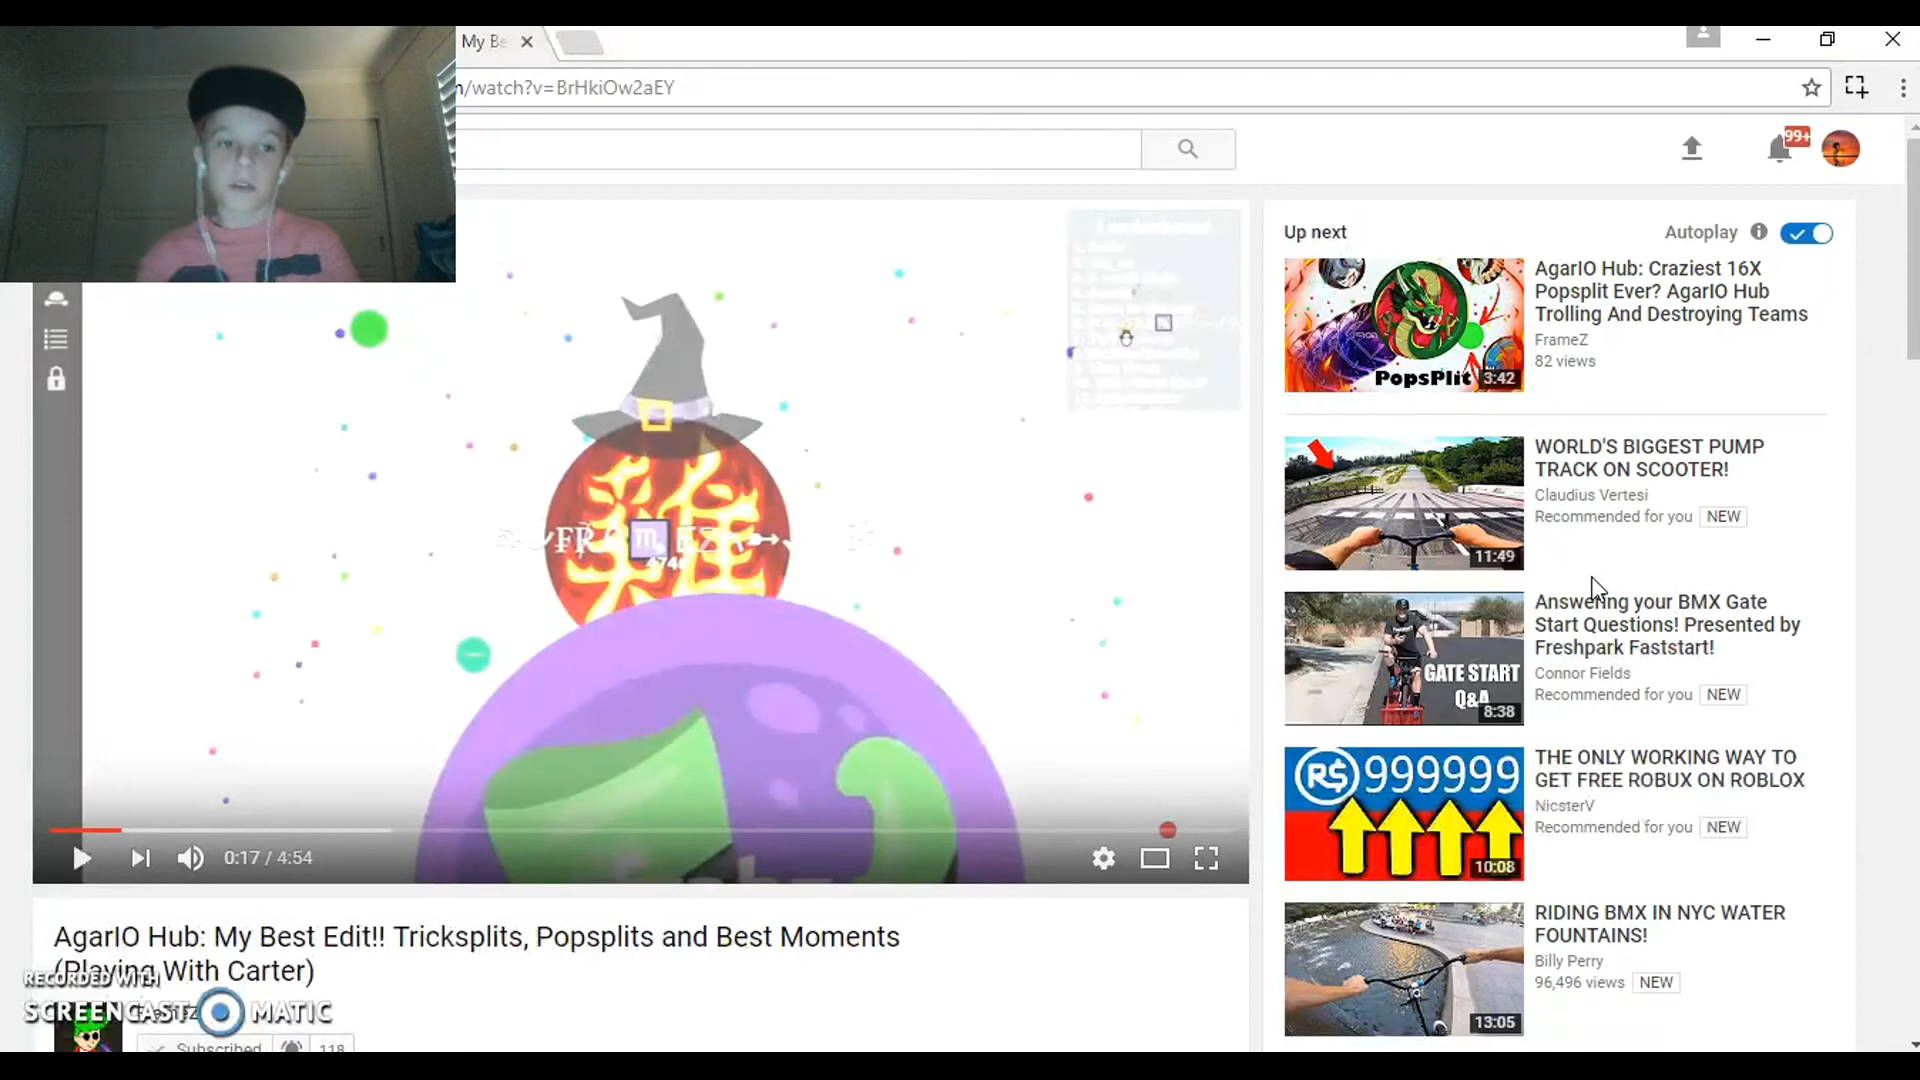 My Be
/watch?v=BrHkiOw2aEY
99+
Up next
Autoplay
AgarIO Hub: Craziest 16X
Popsplit Ever? AgarIO Hub
Trolling And Destroying Teams
FrameZ
82 views
PopsPlit
3:42
WORLD'S BIGGEST PUMP
TRACK ON SCOOTER!
Claudius Vertesi
Recommended for you NEW
11:49
Answering your BMX Gate
Start Questions! Presented by
Freshpark Faststart!
Connor Fields
Recommended for you NEW
GATE START
Q&A
8:38
THE ONLY WORKING WAY TO
GET FREE ROBUX ON ROBLOX
NicsterV
Recommended for you NEW
R$ 999999
10:08
RIDING BMX IN NYC WATER
FOUNTAINS!
Billy Perry
96,496 views NEW
13:05
0:17 / 4:54
AgarIO Hub: My Best Edit!! Tricksplits, Popsplits and Best Moments
(Playing With Carter)
RECORDED WITH
SCREENCAST MATIC
Subscribed 118